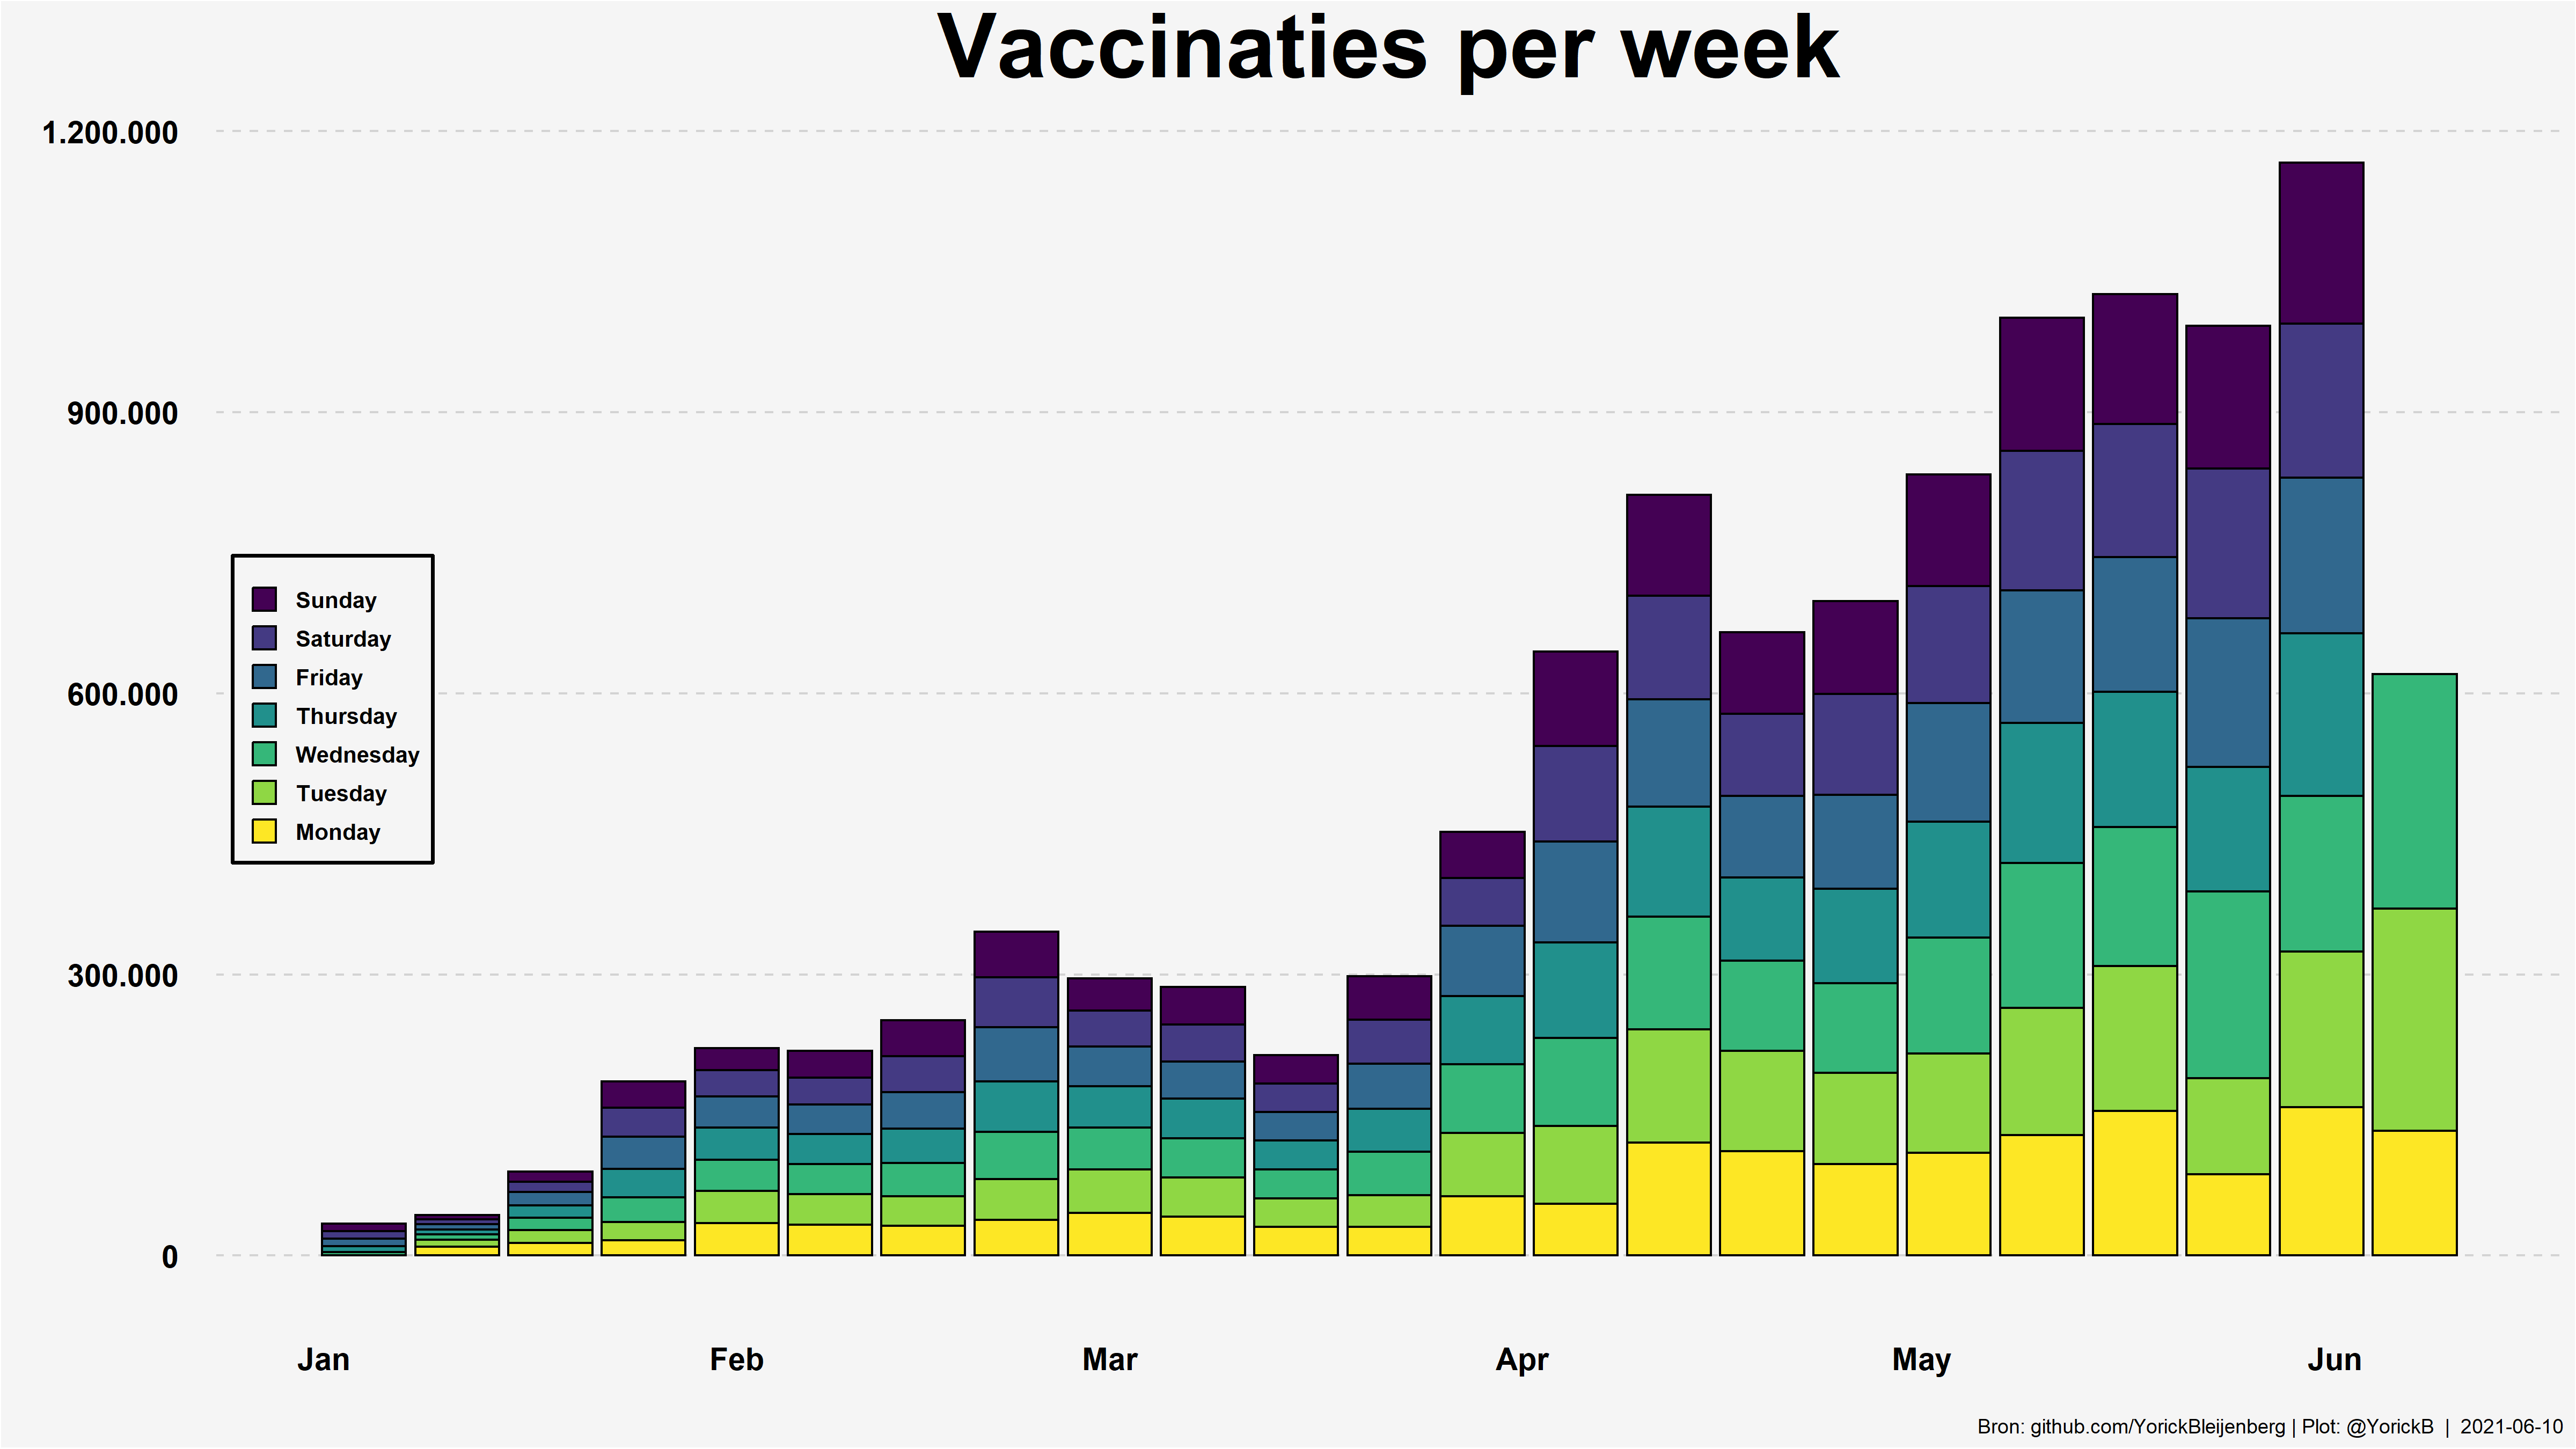 Vaccinaties per week
1.200.000
900.000
600.000
300.000
0
Sunday
Saturday
Friday
Thursday
Wednesday
Tuesday
Monday
Jan Feb Mar Apr May Jun
Bron: github.com/YorickBleijenberg | Plot: @YorickB | 2021-06-10